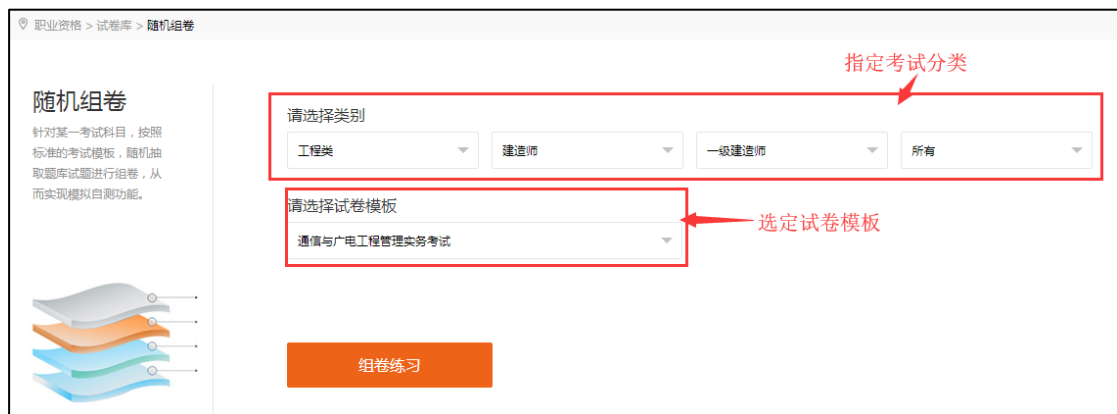 职业资格 > 试卷库 > 随机组卷
指定考试分类
随机组卷
针对某一考试科目，按照
标准的考试模板，随机抽
取题库试题进行组卷，从
而实现模拟自测功能。
请选择类别
工程类 建造师 一级建造师 所有
请选择试卷模板
选定试卷模板
通信与广电工程管理实务考试
组卷练习